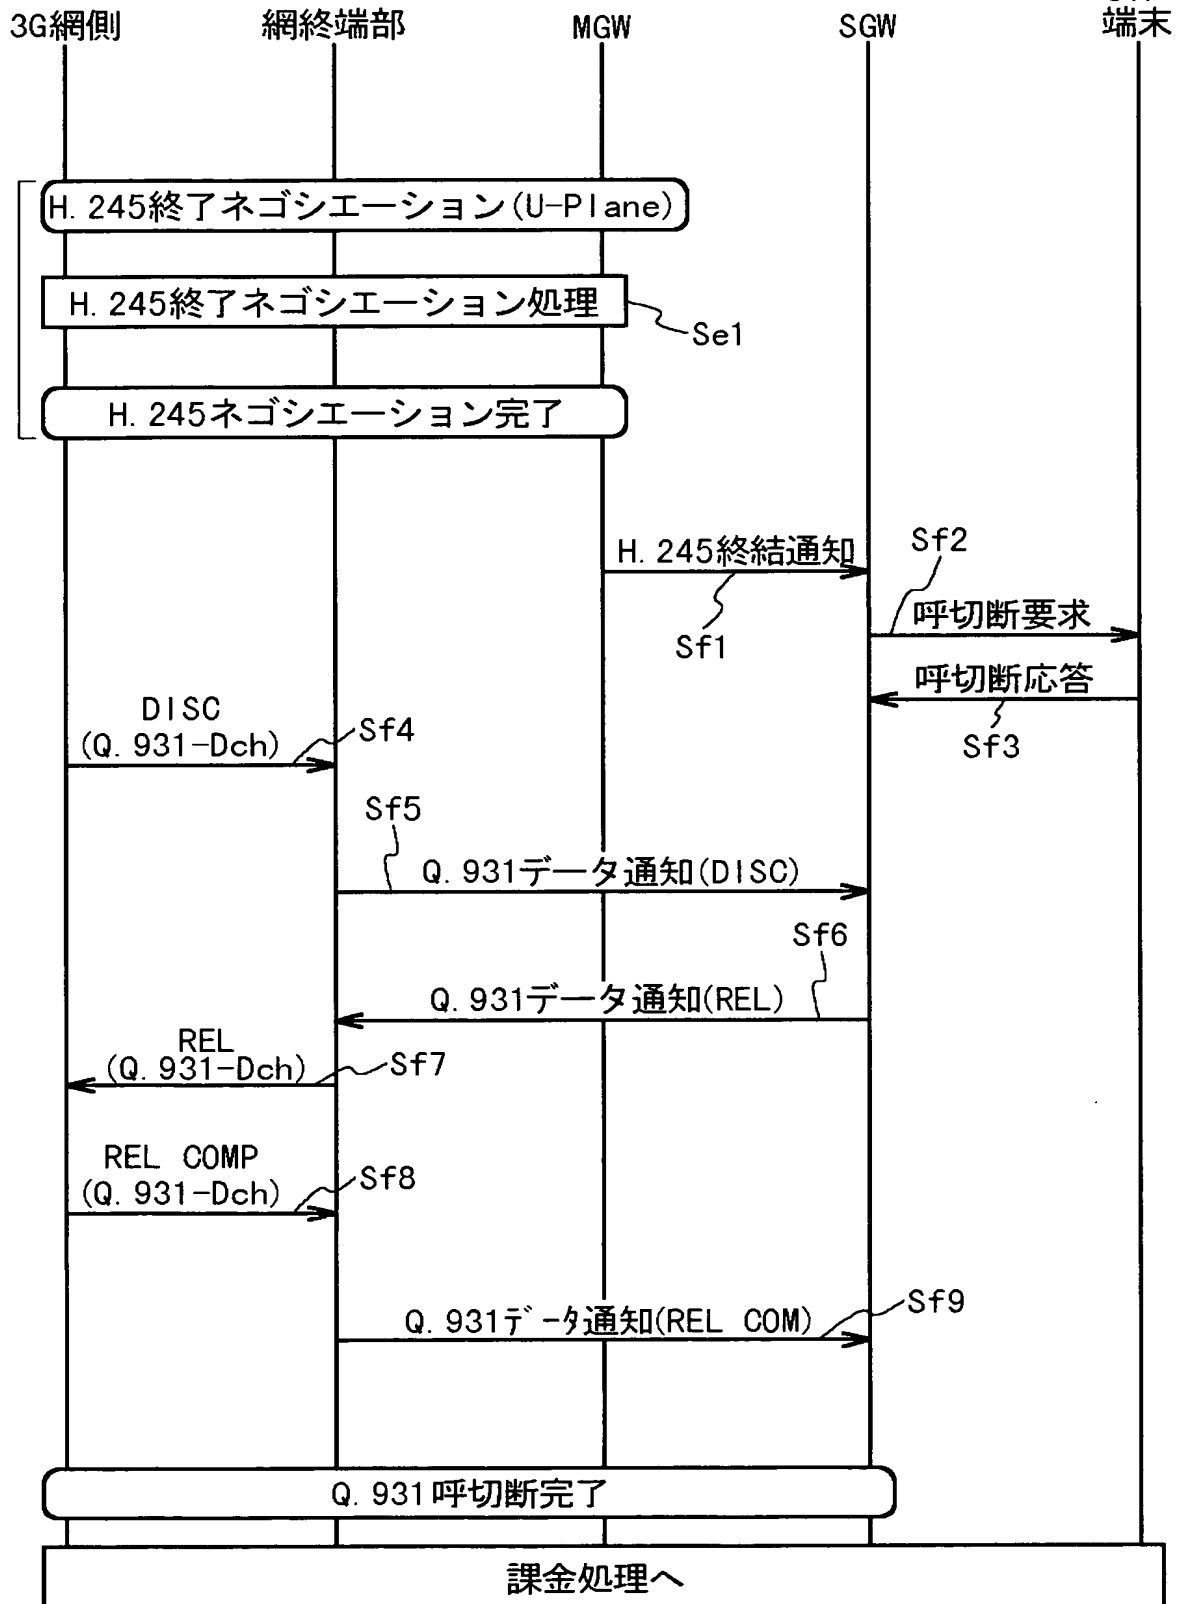 3G網側
網終端部
MGW
SGW
端末
H.245終了ネゴシエーション(U-Plane)
H.245終了ネゴシエーション処理
Se1
H.245ネゴシエーション完了
H.245終結通知
Sf1
Sf2
呼切断要求
呼切断応答
Sf3
DISC
(Q.931-Dch)
Sf4
Sf5
Q.931データ通知(DISC)
Sf6
Q.931データ通知(REL)
REL
(Q.931-Dch)
Sf7
REL COMP
(Q.931-Dch)
Sf8
Q.931ﾃﾞｰﾀ通知(REL COM)
Sf9
Q.931呼切断完了
課金処理へ